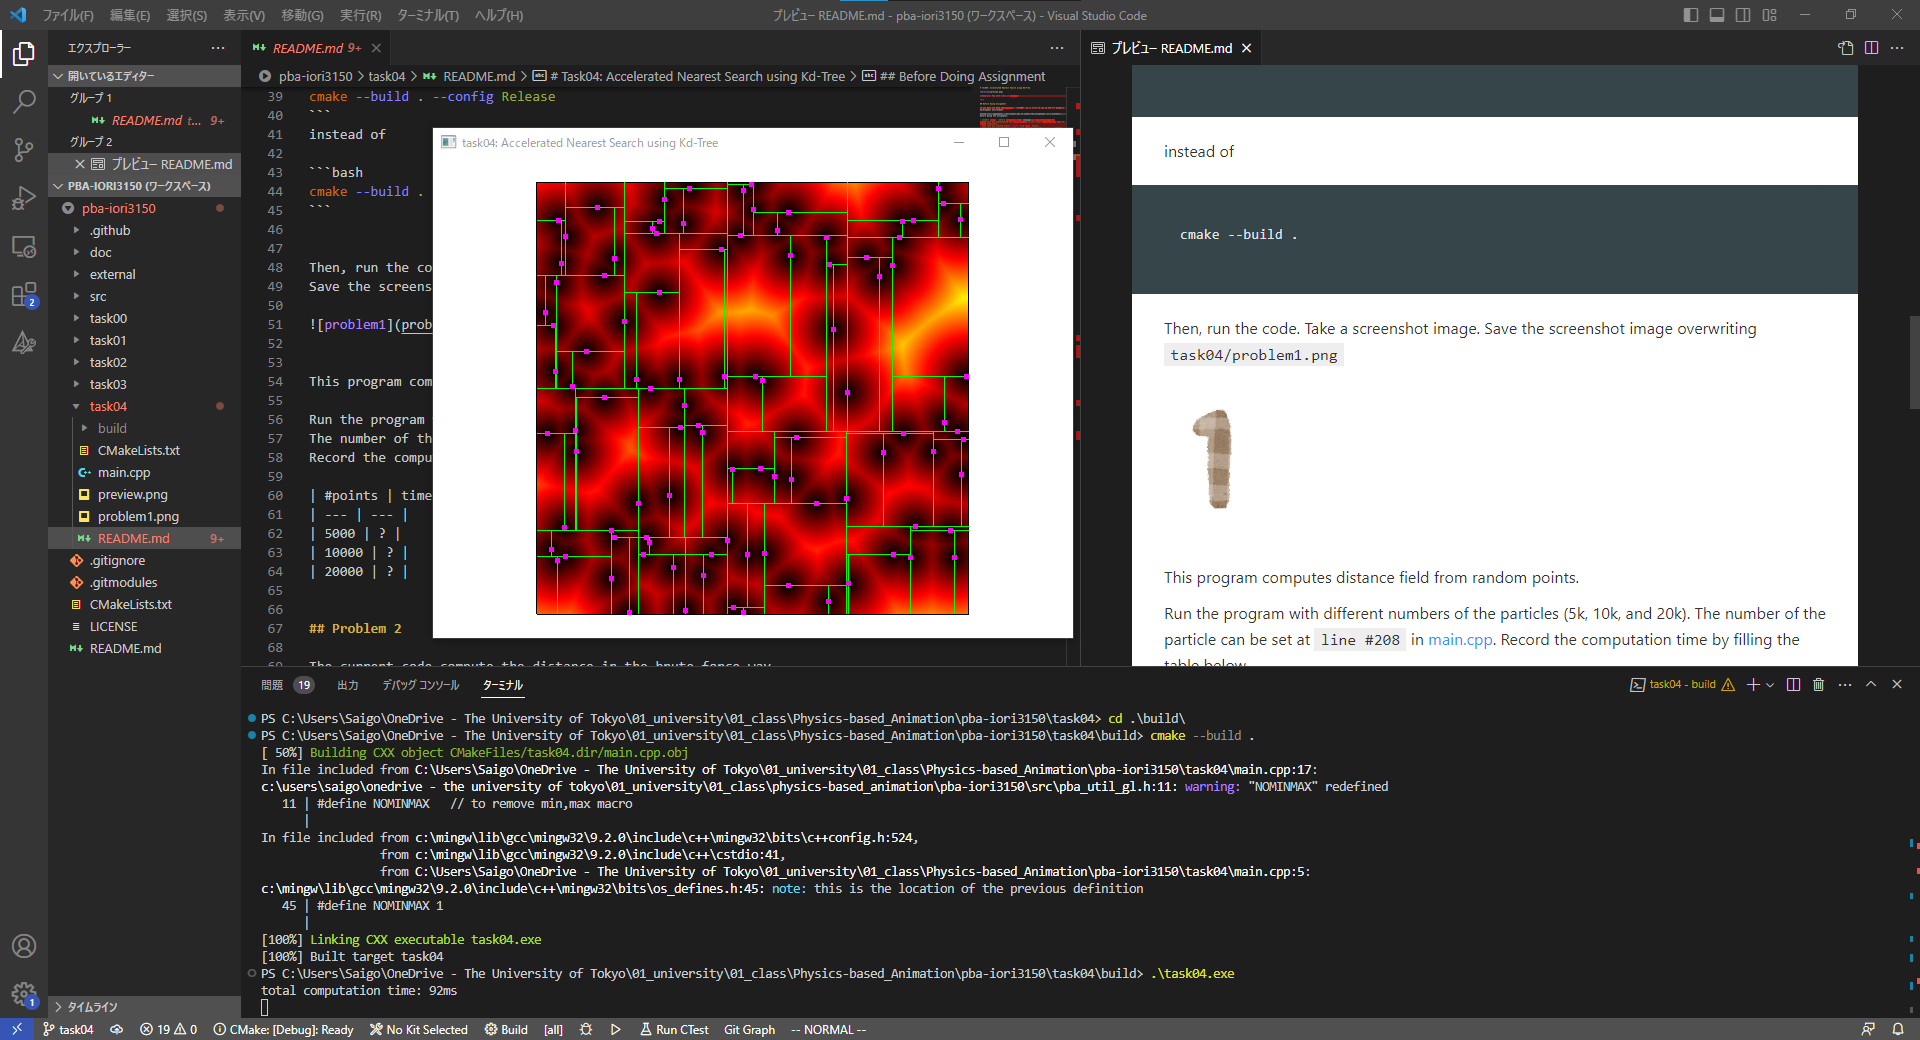 ファイル(F) 編集(E) 選択(S) 表示(V) 移動(G) 実行(R) ターミナル(T) ヘルプ(H)
プレビュー README.md - pba-iori3150 (ワークスペース) - Visual Studio Code
エクスプローラー
開いているエディター
グループ 1
README.md t... 9+
グループ 2
プレビュー README.md
PBA-IORI3150 (ワークスペース)
pba-iori3150
.github
doc
external
src
task00
task01
task02
task03
task04
build
CMakeLists.txt
main.cpp
preview.png
problem1.png
README.md 9+
.gitignore
.gitmodules
CMakeLists.txt
LICENSE
README.md
タイムライン
2
1
README.md 9+
pba-iori3150 > task04 > README.md > # Task04: Accelerated Nearest Search using Kd-Tree > ## Before Doing Assignment
39 cmake --build . --config Release
40 ```
41 instead of
42
43 ```bash
44 cmake --build .
45 ```
46
47
48 Then, run the co
49 Save the screens
50
51 ![problem1](prob
52
53
54 This program com
55
56 Run the program
57 The number of th
58 Record the compu
59
60 | #points | time
61 | --- | --- |
62 | 5000 | ? |
63 | 10000 | ? |
64 | 20000 | ? |
65
66
67 ## Problem 2
68
69 The current code compute the distance in the brute force way
task04: Accelerated Nearest Search using Kd-Tree
プレビュー README.md
instead of
cmake --build .
Then, run the code. Take a screenshot image. Save the screenshot image overwriting
task04/problem1.png
1
This program computes distance field from random points.
Run the program with different numbers of the particles (5k, 10k, and 20k). The number of the
particle can be set at line #208 in main.cpp. Record the computation time by filling the
table below
問題 19 出力 デバッグ コンソール ターミナル
task04 - build
PS C:\Users\Saigo\OneDrive - The University of Tokyo\01_university\01_class\Physics-based_Animation\pba-iori3150\task04> cd .\build\
PS C:\Users\Saigo\OneDrive - The University of Tokyo\01_university\01_class\Physics-based_Animation\pba-iori3150\task04\build> cmake --build .
[ 50%] Building CXX object CMakeFiles/task04.dir/main.cpp.obj
In file included from C:\Users\Saigo\OneDrive - The University of Tokyo\01_university\01_class\Physics-based_Animation\pba-iori3150\task04\main.cpp:17:
c:\users\saigo\onedrive - the university of tokyo\01_university\01_class\physics-based_animation\pba-iori3150\src\pba_util_gl.h:11: warning: "NOMINMAX" redefined
11 | #define NOMINMAX   // to remove min,max macro
|
In file included from c:\mingw\lib\gcc\mingw32\9.2.0\include\c++\mingw32\bits\c++config.h:524,
from c:\mingw\lib\gcc\mingw32\9.2.0\include\c++\cstdio:41,
from C:\Users\Saigo\OneDrive - The University of Tokyo\01_university\01_class\Physics-based_Animation\pba-iori3150\task04\main.cpp:5:
c:\mingw\lib\gcc\mingw32\9.2.0\include\c++\mingw32\bits\os_defines.h:45: note: this is the location of the previous definition
45 | #define NOMINMAX 1
|
[100%] Linking CXX executable task04.exe
[100%] Built target task04
PS C:\Users\Saigo\OneDrive - The University of Tokyo\01_university\01_class\Physics-based_Animation\pba-iori3150\task04\build> .\task04.exe
total computation time: 92ms
task04 19 0 CMake: [Debug]: Ready No Kit Selected Build [all] Run CTest Git Graph -- NORMAL --